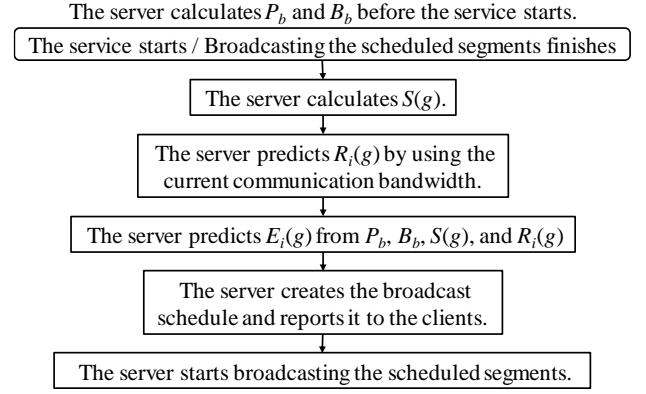 The server calculates P_b and B_b before the service starts.
The service starts / Broadcasting the scheduled segments finishes
The server calculates S(g).
The server predicts R_i(g) by using the
current communication bandwidth.
The server predicts E_i(g) from P_b, B_b, S(g), and R_i(g)
The server creates the broadcast
schedule and reports it to the clients.
The server starts broadcasting the scheduled segments.